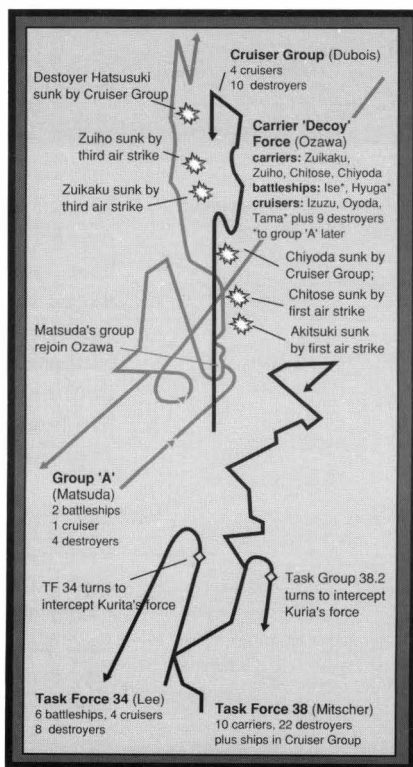 Cruiser Group (Dubois)
4 cruisers
10 destroyers
Destoyer Hatsusuki
sunk by Cruiser Group
Zuiho sunk by
third air strike
Zuikaku sunk by
third air strike
Carrier 'Decoy'
Force (Ozawa)
carriers: Zuikaku,
Zuiho, Chitose, Chiyoda
battleships: Ise*, Hyuga*
cruisers: Izuzu, Oyoda,
Tama* plus 9 destroyers
*to group 'A' later
Chiyoda sunk by
Cruiser Group;
Chitose sunk by
first air strike
Akitsuki sunk
by first air strike
Matsuda's group
rejoin Ozawa
Group 'A'
(Matsuda)
2 battleships
1 cruiser
4 destroyers
TF 34 turns to
intercept Kurita's force
Task Group 38.2
turns to intercept
Kuria's force
Task Force 34 (Lee)
6 battleships, 4 cruisers
8 destroyers
Task Force 38 (Mitscher)
10 carriers, 22 destroyers
plus ships in Cruiser Group